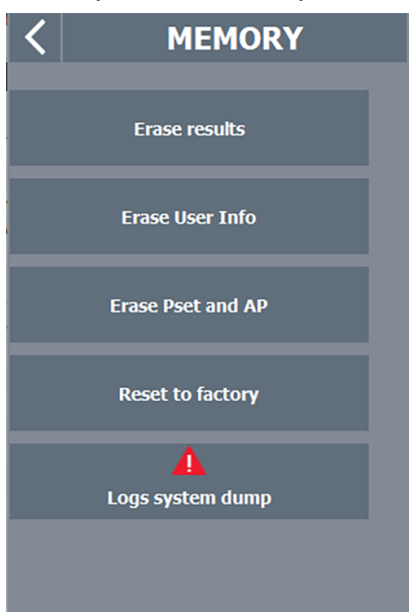 MEMORY
Erase results
Erase User Info
Erase Pset and AP
Reset to factory
Logs system dump